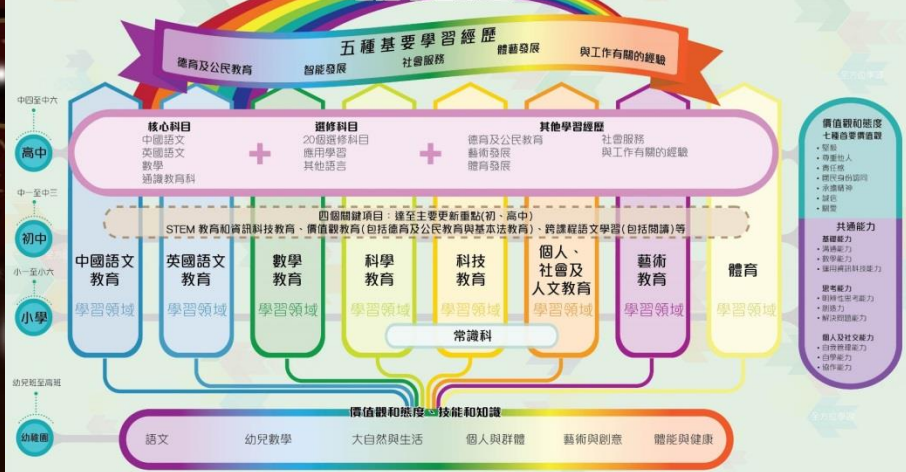 五種基要學習經歷
德育及公民教育
智能發展
社會服務
體藝發展
與工作有關的經驗
中四至中六
高中
核心科目
中國語文
英國語文
數學
通識教育科
+
選修科目
20個選修科目
應用學習
其他語言
+
其他學習經歷
德育及公民教育
藝術發展
體育發展
社會服務
與工作有關的經驗
中一至中三
初中
四個關鍵項目:達至主要更新重點(初、高中)
STEM 教育和資訊科技教育、價值觀教育(包括德育及公民教育與基本法教育)、跨課程語文學習(包括閱讀)等
小一至小六
小學
中國語文
教育
學習領域
英國語文
教育
學習領域
數學
教育
學習領域
科學
教育
學習領域
科技
教育
學習領域
個人、
社會及
人文教育
學習領域
藝術
教育
學習領域
體育
學習領域
常識科
幼兒班至高班
幼稚園
價值觀和態度、技能和知識
語文
幼兒數學
大自然與生活
個人與群體
藝術與創意
體能與健康
價值觀和態度
七種首要價值觀
• 堅毅
• 尊重他人
• 責任感
• 國民身份認同
• 承擔精神
• 誠信
• 關愛
共通能力
基礎能力
• 溝通能力
• 數學能力
• 運用資訊科技能力
思考能力
• 明辨性思考能力
• 創造力
• 解決問題能力
個人及社交能力
• 自我管理能力
• 自學能力
• 協作能力